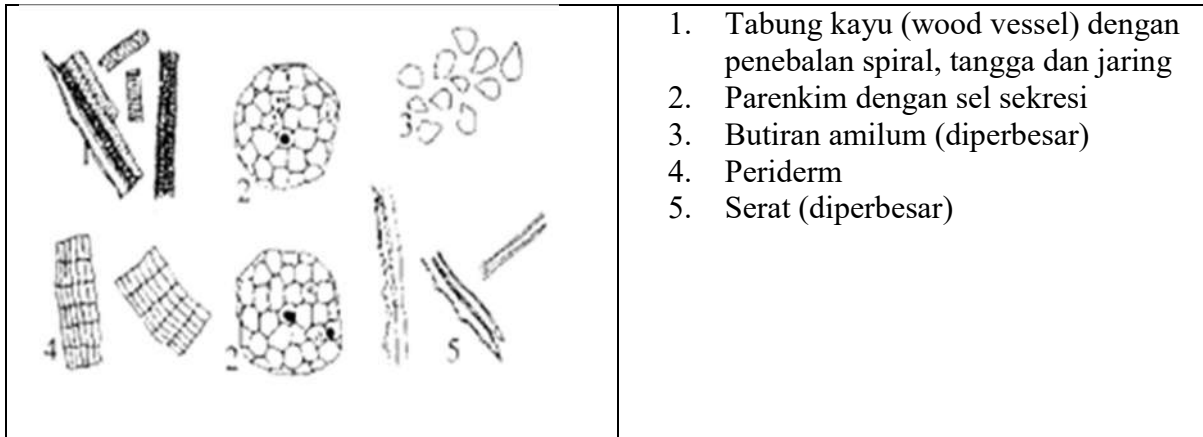 3
2
4
2
5
1. Tabung kayu (wood vessel) dengan
penebalan spiral, tangga dan jaring
2. Parenkim dengan sel sekresi
3. Butiran amilum (diperbesar)
4. Periderm
5. Serat (diperbesar)